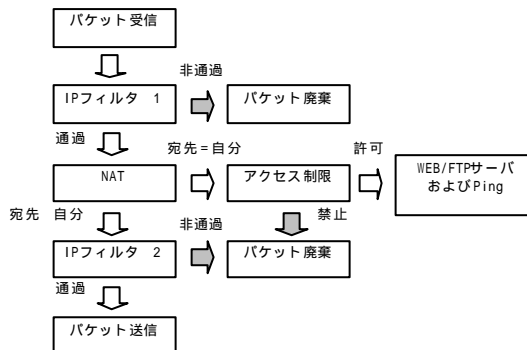 パケット受信
IPフィルタ 1
非通過
パケット廃棄
通過
宛先=自分
許可
NAT
アクセス制限
WEB/FTPサーバ
およびPing
宛先 自分
非通過
禁止
IPフィルタ 2
パケット廃棄
通過
パケット送信